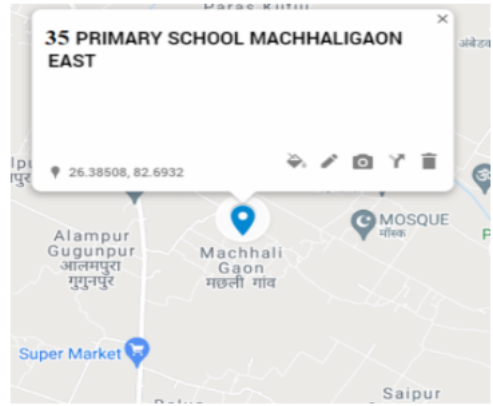 Paras Kutui
35 PRIMARY SCHOOL MACHHALIGAON
EAST
26.38508, 82.6932
MOSQUE
मॉस्क
Alampur
Gugunpur
आलमपुरा
गुगुनपुर
Machhali
Gaon
मछली गांव
Super Market
Saipur